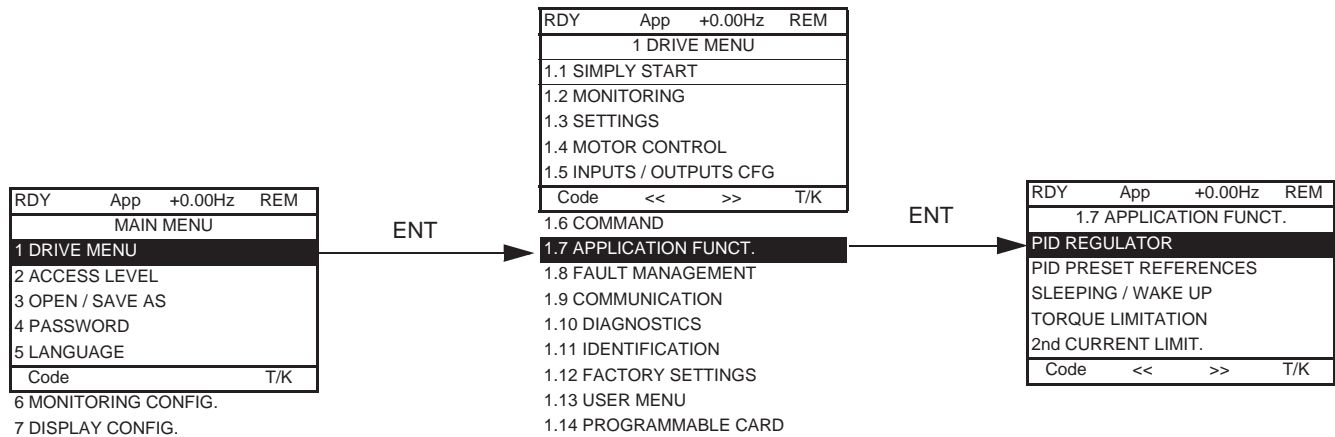 RDY App +0.00Hz REM
MAIN MENU
1 DRIVE MENU
2 ACCESS LEVEL
3 OPEN / SAVE AS
4 PASSWORD
5 LANGUAGE
Code T/K
6 MONITORING CONFIG.
7 DISPLAY CONFIG.
ENT
RDY App +0.00Hz REM
1 DRIVE MENU
1.1 SIMPLY START
1.2 MONITORING
1.3 SETTINGS
1.4 MOTOR CONTROL
1.5 INPUTS / OUTPUTS CFG
Code << >> T/K
1.6 COMMAND
1.7 APPLICATION FUNCT.
1.8 FAULT MANAGEMENT
1.9 COMMUNICATION
1.10 DIAGNOSTICS
1.11 IDENTIFICATION
1.12 FACTORY SETTINGS
1.13 USER MENU
1.14 PROGRAMMABLE CARD
ENT
RDY App +0.00Hz REM
1.7 APPLICATION FUNCT.
PID REGULATOR
PID PRESET REFERENCES
SLEEPING / WAKE UP
TORQUE LIMITATION
2nd CURRENT LIMIT.
Code << >> T/K